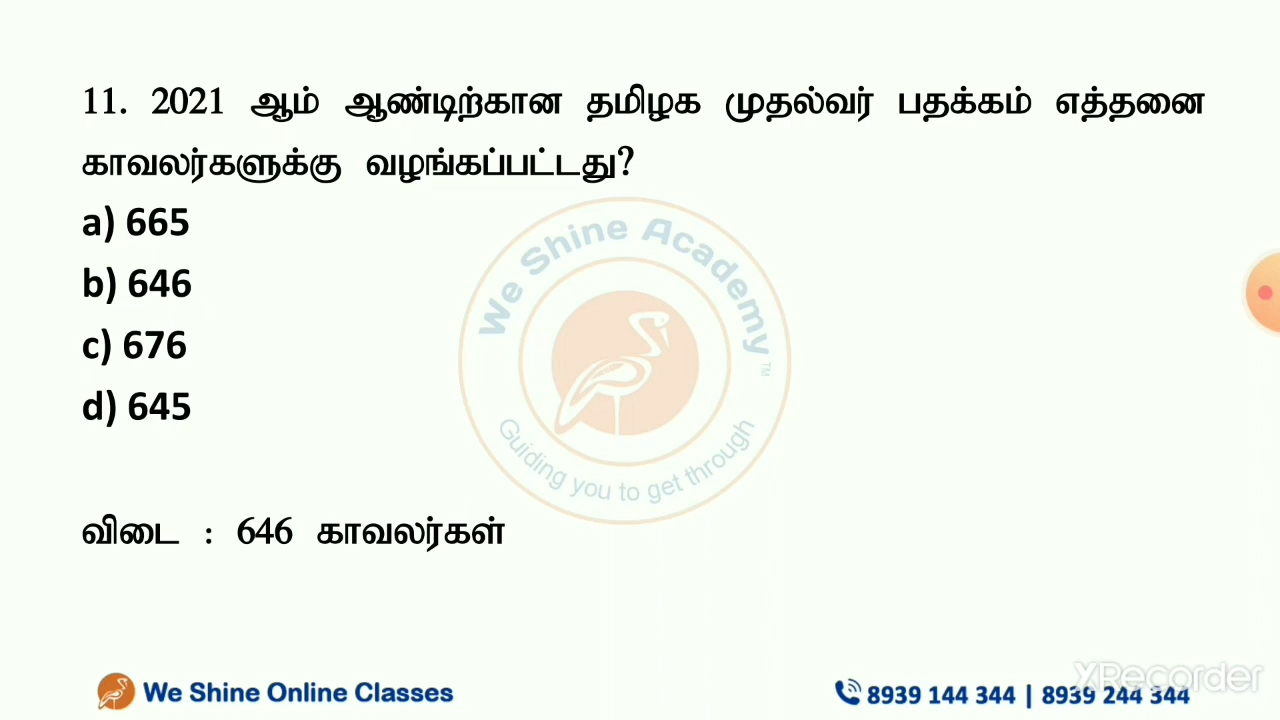 11. 2021 ஆம் ஆண்டிற்கான தமிழக முதல்வர் பதக்கம் எத்தனை
காவலர்களுக்கு வழங்கப்பட்டது?
a) 665
b) 646
c) 676
d) 645
We Shine Academy
TM
Guiding you to get through
விடை : 646 காவலர்கள்
XRecorder
We Shine Online Classes
8939 144 344 | 8939 244 344